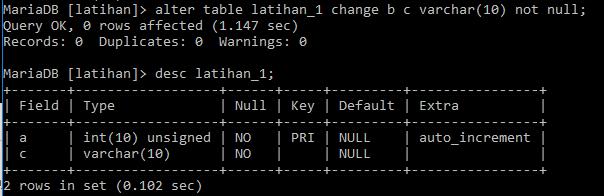 MariaDB [latihan]> alter table latihan_1 change b c varchar(10) not null;
Query OK, 0 rows affected (1.147 sec)
Records: 0  Duplicates: 0  Warnings: 0

MariaDB [latihan]> desc latihan_1;
+-------+------------------+------+-----+---------+----------------+
| Field | Type             | Null | Key | Default | Extra          |
+-------+------------------+------+-----+---------+----------------+
| a     | int(10) unsigned | NO   | PRI | NULL    | auto_increment |
| c     | varchar(10)      | NO   |     | NULL    |                |
+-------+------------------+------+-----+---------+----------------+
2 rows in set (0.102 sec)